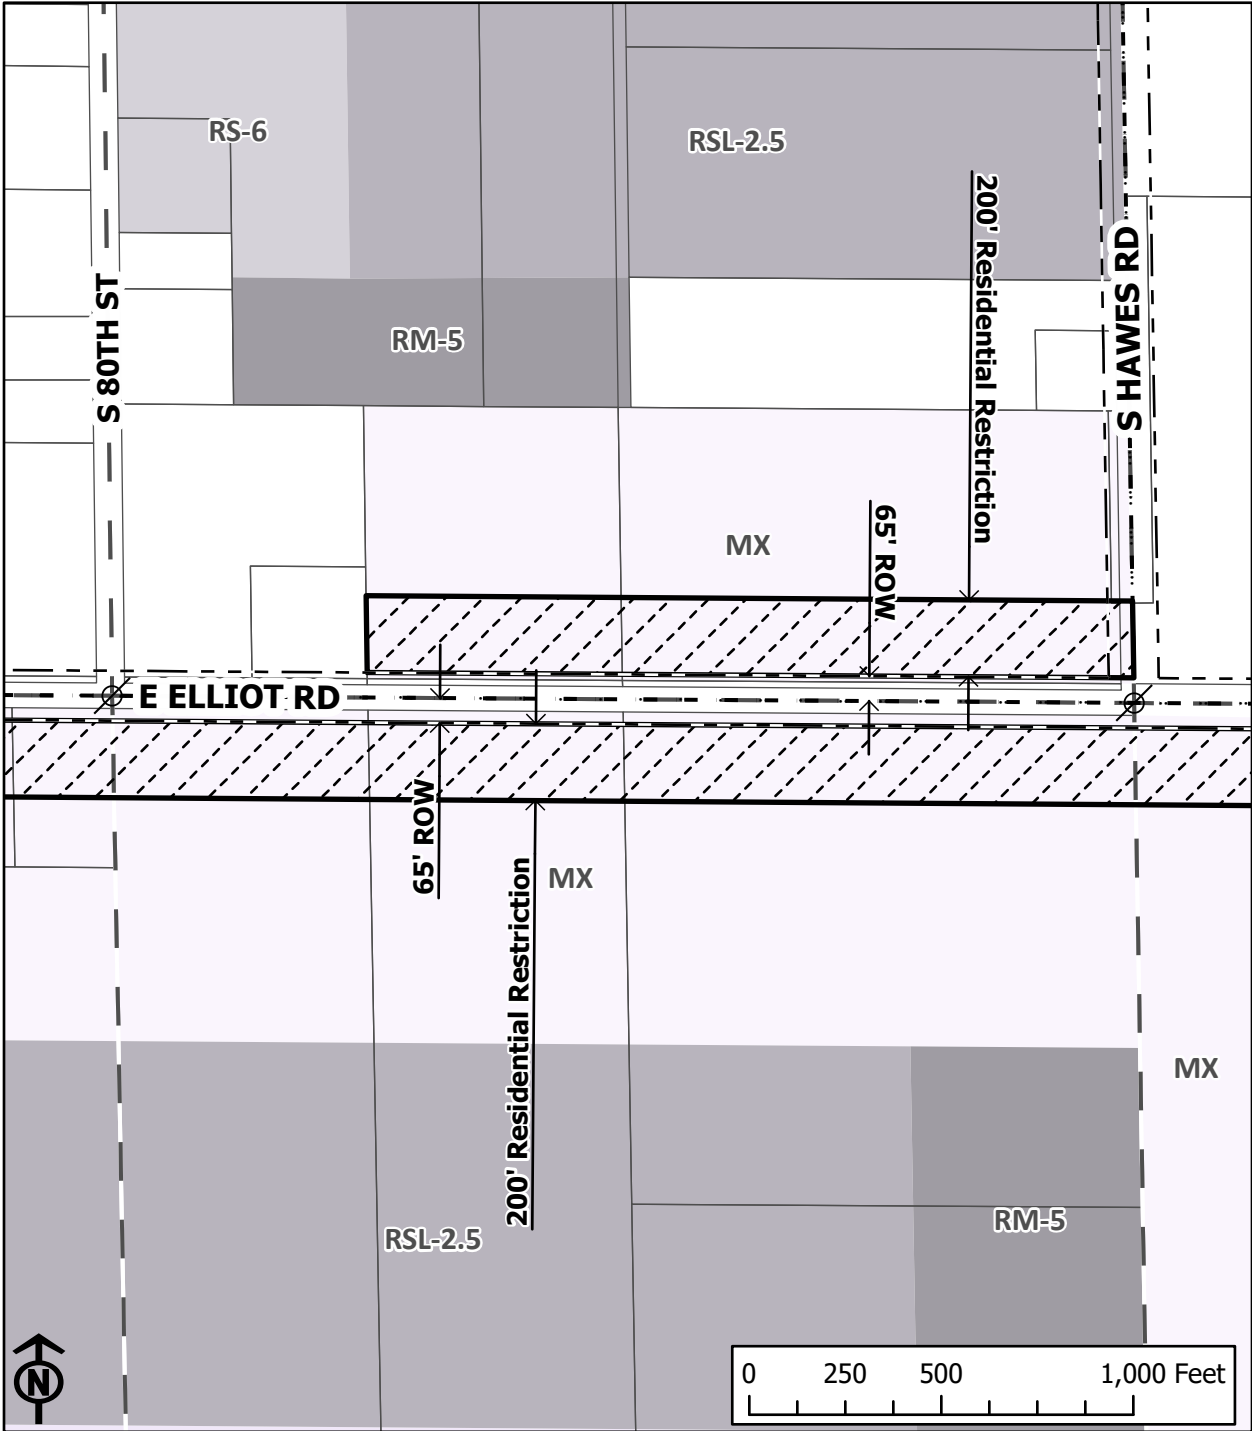 RS-6
RSL-2.5
200' Residential Restriction
S HAWES RD
S 80TH ST
RM-5
65' ROW
MX
E ELLIOT RD
65' ROW
MX
200' Residential Restriction
MX
RM-5
RSL-2.5
N
0 250 500 1,000 Feet